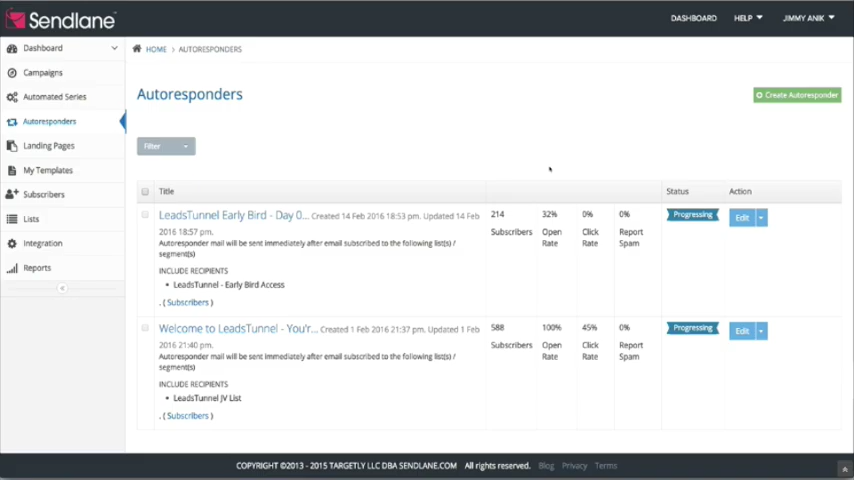 Sendlane
DASHBOARD HELP JIMMY ANIK
Dashboard
Campaigns
Automated Series
Autoresponders
Landing Pages
My Templates
Subscribers
Lists
Integration
Reports
HOME > AUTORESPONDERS
Autoresponders
Create Autoresponder
Filter
Title Status Action
LeadsTunnel Early Bird - Day 0... Created 14 Feb 2016 18:53 pm. Updated 14 Feb
2016 18:57 pm.
Autoresponder mail will be sent immediately after email subscribed to the following list(s) /
segment(s)
INCLUDE RECIPIENTS
• LeadsTunnel - Early Bird Access
. ( Subscribers )
214 32% 0% 0%
Subscribers Open Click Report
Rate Rate Spam
Progressing
Edit
Welcome to LeadsTunnel - You'r... Created 1 Feb 2016 21:37 pm. Updated 1 Feb
2016 21:40 pm.
Autoresponder mail will be sent immediately after email subscribed to the following list(s) /
segment(s)
INCLUDE RECIPIENTS
• LeadsTunnel JV List
. ( Subscribers )
588 100% 45% 0%
Subscribers Open Click Report
Rate Rate Spam
Progressing
Edit
COPYRIGHT ©2013 - 2015 TARGETLY LLC DBA SENDLANE.COM All rights reserved. Blog Privacy Terms